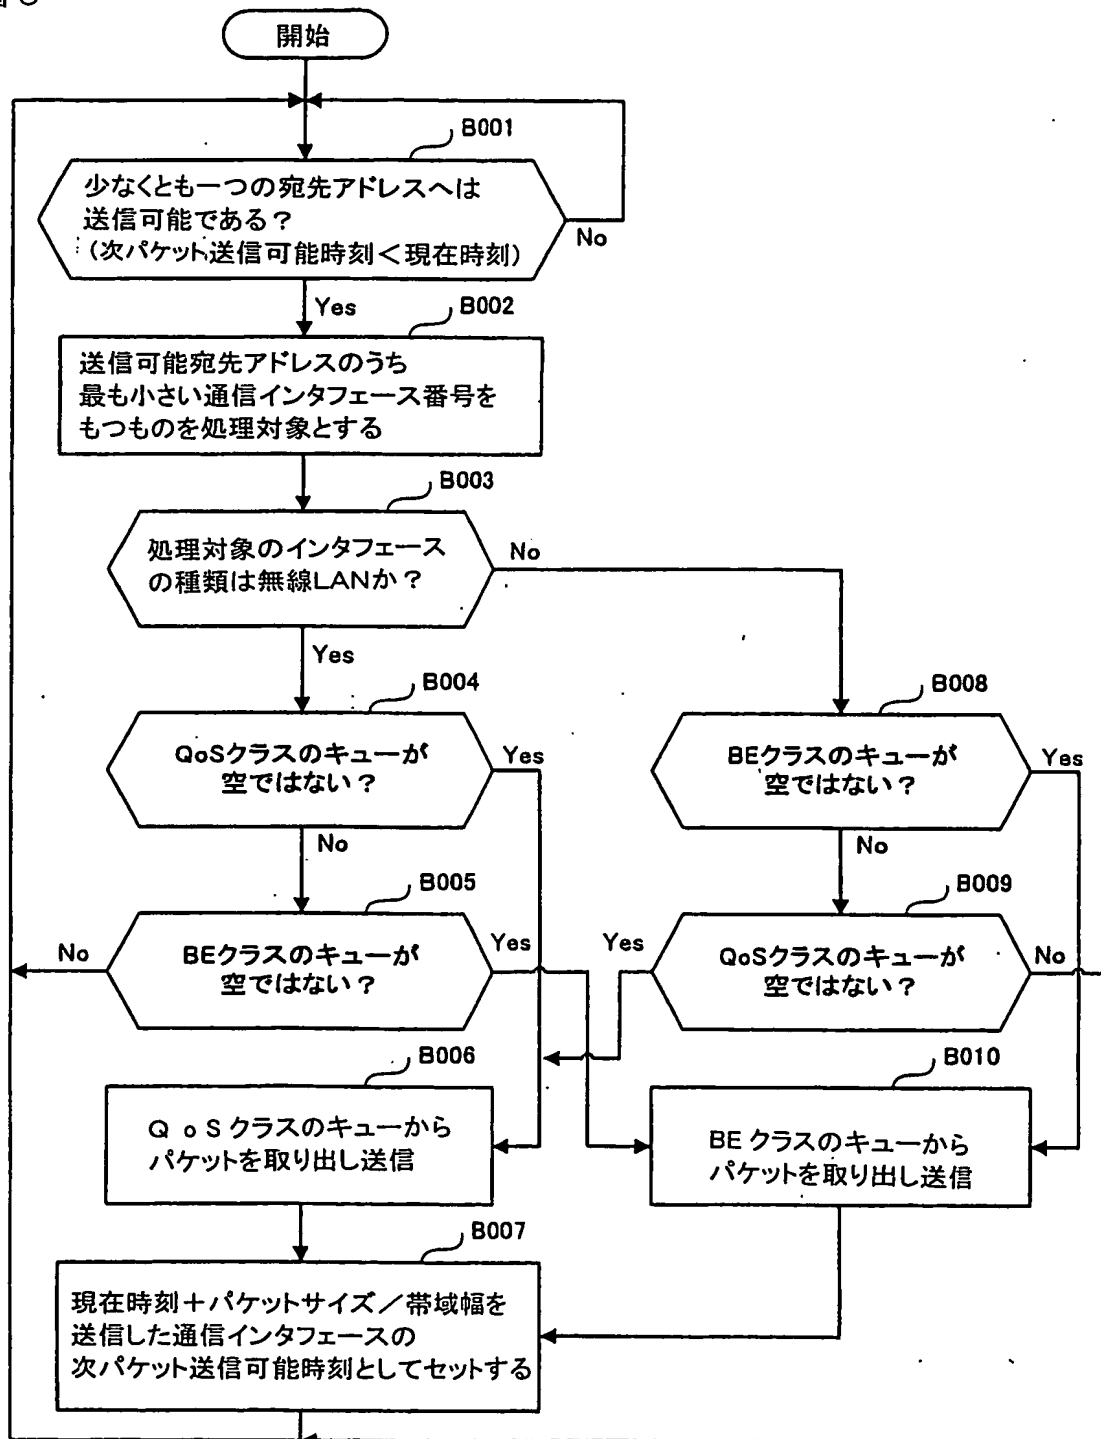 開始
B001
少なくとも一つの宛先アドレスへは
送信可能である?
(次パケット送信可能時刻<現在時刻)
No
Yes
B002
送信可能宛先アドレスのうち
最も小さい通信インタフェース番号を
もつものを処理対象とする
B003
処理対象のインタフェース
の種類は無線LANか?
No
Yes
B004
QoSクラスのキューが
空ではない?
Yes
No
B008
BEクラスのキューが
空ではない?
Yes
No
B005
BEクラスのキューが
空ではない?
No
Yes
B009
QoSクラスのキューが
空ではない?
Yes
No
B006
QoSクラスのキューから
パケットを取り出し送信
B010
BEクラスのキューから
パケットを取り出し送信
B007
現在時刻+パケットサイズ/帯域幅を
送信した通信インタフェースの
次パケット送信可能時刻としてセットする